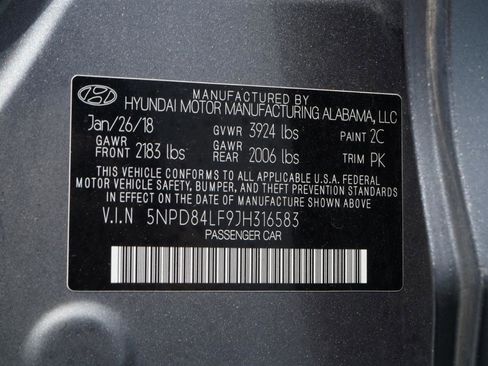 MANUFACTURED BY
HYUNDAI MOTOR MANUFACTURING ALABAMA, LLC
Jan/26/18 GVWR 3924 lbs PAINT 2C
GAWR FRONT 2183 lbs GAWR REAR 2006 lbs TRIM PK
THIS VEHICLE CONFORMS TO ALL APPLICABLE U.S.A. FEDERAL
MOTOR VEHICLE SAFETY, BUMPER, AND THEFT PREVENTION STANDARDS
IN EFFECT ON THE DATE OF MANUFACTURE SHOWN ABOVE.
V.I.N 5NPD84LF9JH316583
PASSENGER CAR